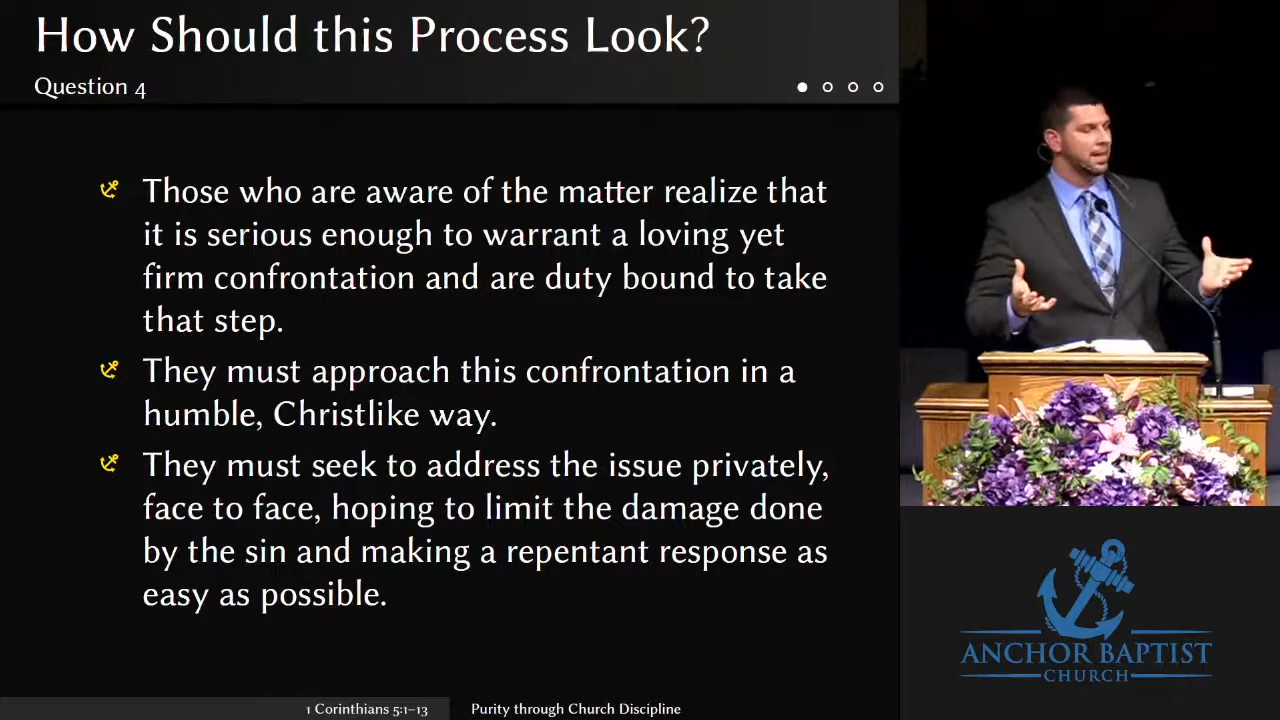 How Should this Process Look?
Question 4
Those who are aware of the matter realize that
it is serious enough to warrant a loving yet
firm confrontation and are duty bound to take
that step.
They must approach this confrontation in a
humble, Christlike way.
They must seek to address the issue privately,
face to face, hoping to limit the damage done
by the sin and making a repentant response as
easy as possible.
1 Corinthians 5:1–13
Purity through Church Discipline
ANCHOR BAPTIST
CHURCH